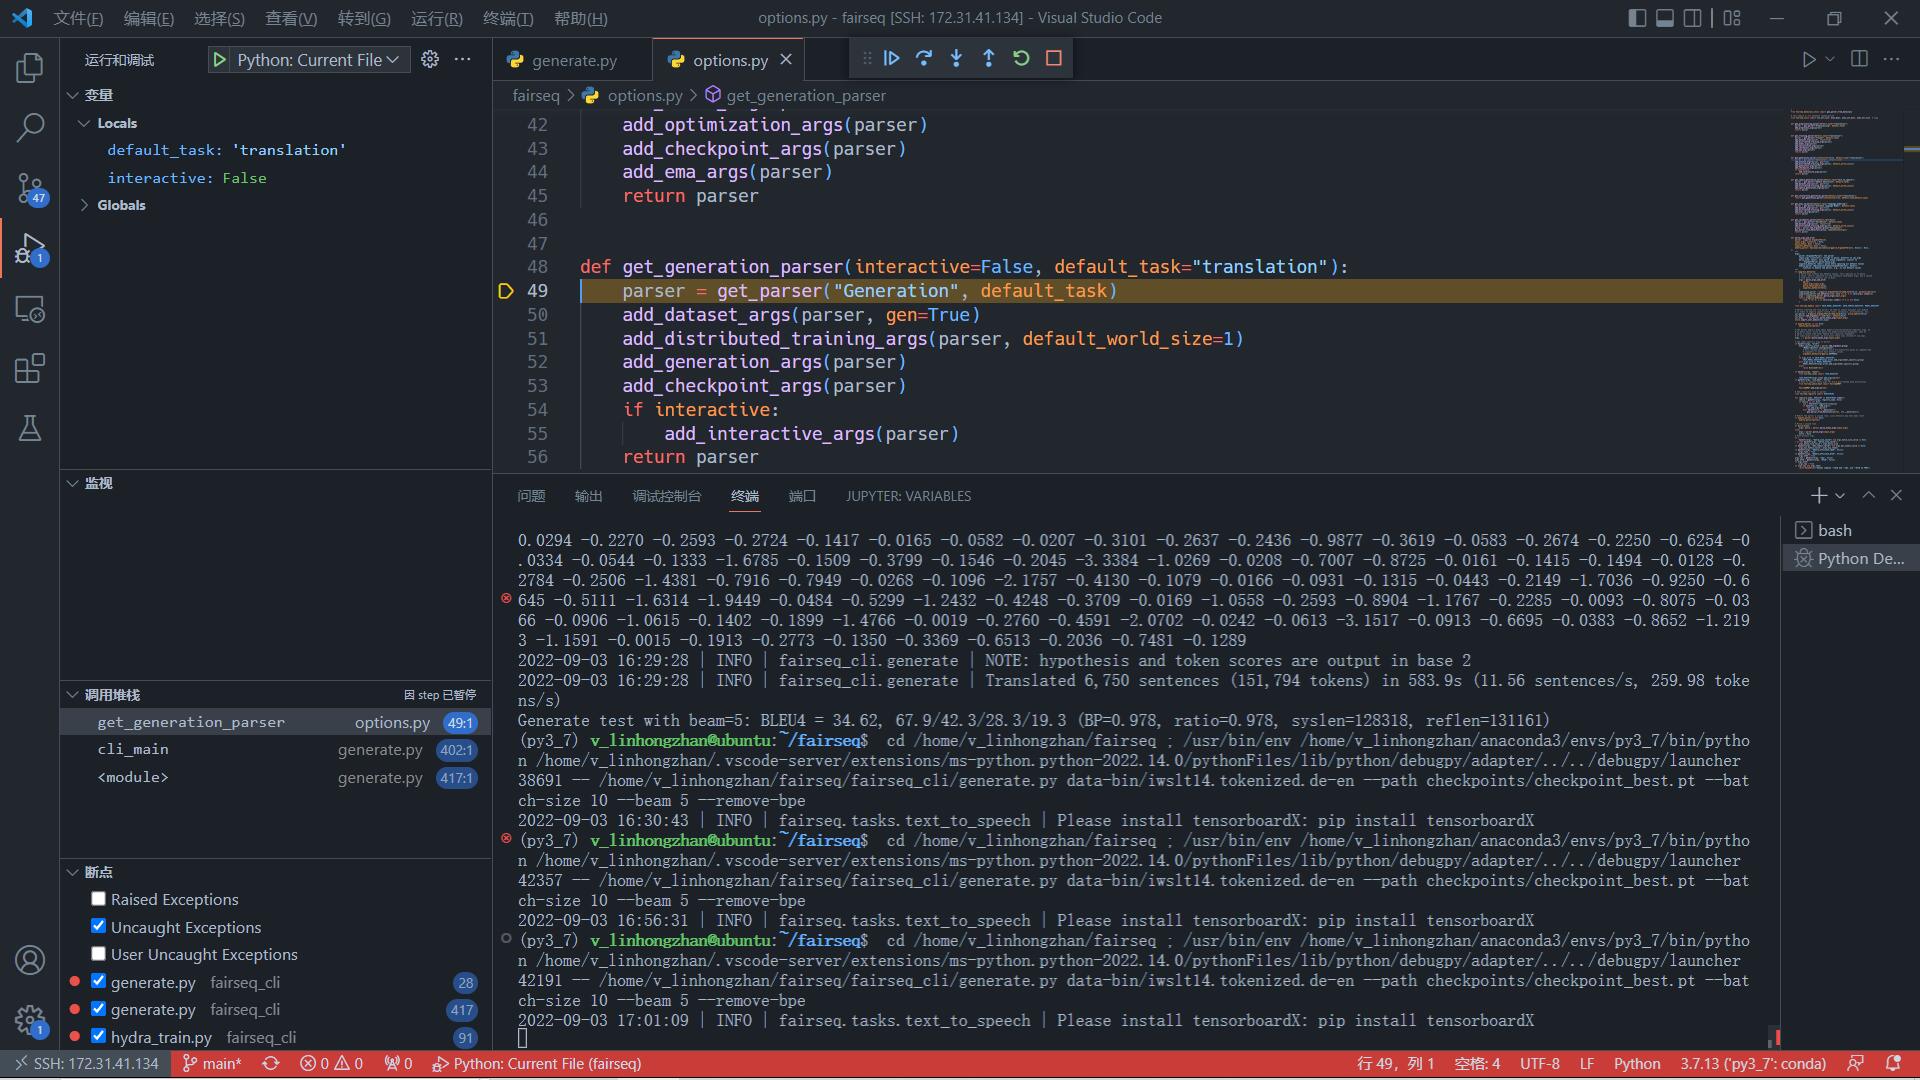 文件(F) 编辑(E) 选择(S) 查看(V) 转到(G) 运行(R) 终端(T) 帮助(H)
options.py - fairseq [SSH: 172.31.41.134] - Visual Studio Code
运行和调试
Python: Current File
变量
Locals
default_task: 'translation'
interactive: False
Globals
监视
调用堆栈
因 step 已暂停
get_generation_parser options.py 49:1
cli_main generate.py 402:1
<module> generate.py 417:1
断点
Raised Exceptions
Uncaught Exceptions
User Uncaught Exceptions
generate.py fairseq_cli 28
generate.py fairseq_cli 417
hydra_train.py fairseq_cli 91
47
1
1
generate.py
options.py
fairseq > options.py > get_generation_parser
42 add_optimization_args(parser)
43 add_checkpoint_args(parser)
44 add_ema_args(parser)
45 return parser
46
47
48 def get_generation_parser(interactive=False, default_task="translation"):
49 parser = get_parser("Generation", default_task)
50 add_dataset_args(parser, gen=True)
51 add_distributed_training_args(parser, default_world_size=1)
52 add_generation_args(parser)
53 add_checkpoint_args(parser)
54 if interactive:
55 add_interactive_args(parser)
56 return parser
问题 输出 调试控制台 终端 端口 JUPYTER: VARIABLES
0.0294 -0.2270 -0.2593 -0.2724 -0.1417 -0.0165 -0.0582 -0.0207 -0.3101 -0.2637 -0.2436 -0.9877 -0.3619 -0.0583 -0.2674 -0.2250 -0.6254 -0
.0334 -0.0544 -0.1333 -1.6785 -0.1509 -0.3799 -0.1546 -0.2045 -3.3384 -1.0269 -0.0208 -0.7007 -0.8725 -0.0161 -0.1415 -0.1494 -0.0128 -0.
2784 -0.2506 -1.4381 -0.7916 -0.7949 -0.0268 -0.1096 -2.1757 -0.4130 -0.1079 -0.0166 -0.0931 -0.1315 -0.0443 -0.2149 -1.7036 -0.9250 -0.6
645 -0.5111 -1.6314 -1.9449 -0.0484 -0.5299 -1.2432 -0.4248 -0.3709 -0.0169 -1.0558 -0.2593 -0.8904 -1.1767 -0.2285 -0.0093 -0.8075 -0.03
66 -0.0906 -1.0615 -0.1402 -0.1899 -1.4766 -0.0019 -0.2760 -0.4591 -2.0702 -0.0242 -0.0613 -3.1517 -0.0913 -0.6695 -0.0383 -0.8652 -1.219
3 -1.1591 -0.0015 -0.1913 -0.2773 -0.1350 -0.3369 -0.6513 -0.2036 -0.7481 -0.1289
2022-09-03 16:29:28 | INFO | fairseq_cli.generate | NOTE: hypothesis and token scores are output in base 2
2022-09-03 16:29:28 | INFO | fairseq_cli.generate | Translated 6,750 sentences (151,794 tokens) in 583.9s (11.56 sentences/s, 259.98 toke
ns/s)
Generate test with beam=5: BLEU4 = 34.62, 67.9/42.3/28.3/19.3 (BP=0.978, ratio=0.978, syslen=128318, reflen=131161)
(py3_7) v_linhongzhan@ubuntu:~/fairseq$ cd /home/v_linhongzhan/fairseq ; /usr/bin/env /home/v_linhongzhan/anaconda3/envs/py3_7/bin/pytho
n /home/v_linhongzhan/.vscode-server/extensions/ms-python.python-2022.14.0/pythonFiles/lib/python/debugpy/adapter/../../debugpy/launcher
38691 -- /home/v_linhongzhan/fairseq/fairseq_cli/generate.py data-bin/iwslt14.tokenized.de-en --path checkpoints/checkpoint_best.pt --bat
ch-size 10 --beam 5 --remove-bpe
2022-09-03 16:30:43 | INFO | fairseq.tasks.text_to_speech | Please install tensorboardX: pip install tensorboardX
(py3_7) v_linhongzhan@ubuntu:~/fairseq$ cd /home/v_linhongzhan/fairseq ; /usr/bin/env /home/v_linhongzhan/anaconda3/envs/py3_7/bin/pytho
n /home/v_linhongzhan/.vscode-server/extensions/ms-python.python-2022.14.0/pythonFiles/lib/python/debugpy/adapter/../../debugpy/launcher
42357 -- /home/v_linhongzhan/fairseq/fairseq_cli/generate.py data-bin/iwslt14.tokenized.de-en --path checkpoints/checkpoint_best.pt --bat
ch-size 10 --beam 5 --remove-bpe
2022-09-03 16:56:31 | INFO | fairseq.tasks.text_to_speech | Please install tensorboardX: pip install tensorboardX
(py3_7) v_linhongzhan@ubuntu:~/fairseq$ cd /home/v_linhongzhan/fairseq ; /usr/bin/env /home/v_linhongzhan/anaconda3/envs/py3_7/bin/pytho
n /home/v_linhongzhan/.vscode-server/extensions/ms-python.python-2022.14.0/pythonFiles/lib/python/debugpy/adapter/../../debugpy/launcher
42191 -- /home/v_linhongzhan/fairseq/fairseq_cli/generate.py data-bin/iwslt14.tokenized.de-en --path checkpoints/checkpoint_best.pt --bat
ch-size 10 --beam 5 --remove-bpe
2022-09-03 17:01:09 | INFO | fairseq.tasks.text_to_speech | Please install tensorboardX: pip install tensorboardX
bash
Python De...
SSH: 172.31.41.134 main* 0 0 0 Python: Current File (fairseq) 行 49，列 1 空格: 4 UTF-8 LF Python 3.7.13 ('py3_7': conda)